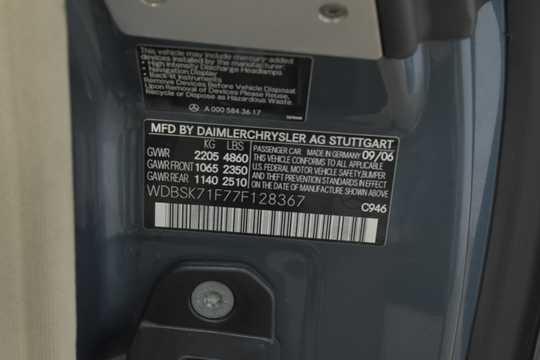 This vehicle may include mercury added
devices installed by the manufacturer:
• High Intensity Discharge Headlamps
• Navigation Display
• Back-lit Instruments
Remove Devices Before Vehicle Disposal
Upon Removal of Devices Please Reuse,
Recycle or Dispose as Hazardous Waste.
A 000 584 36 17
MFD BY DAIMLERCHRYSLER AG STUTTGART
KG LBS
GVWR 2205 4860
GAWR FRONT 1065 2350
GAWR REAR 1140 2510
PASSENGER CAR MADE IN GERMANY 09/06
THIS VEHICLE CONFORMS TO ALL APPLICABLE
U.S. FEDERAL MOTOR VEHICLE SAFETY, BUMPER
AND THEFT PREVENTION STANDARDS IN EFFECT
ON THE DATE OF MANUFACTURE SHOWN ABOVE.
WDBSK71F77F128367
C946